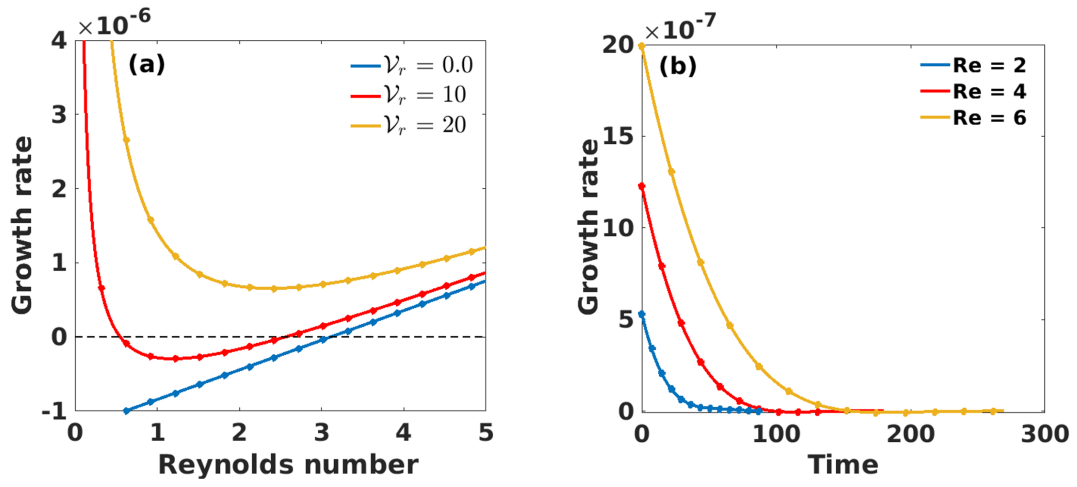 ×10⁻⁶
(a)
𝒱ᵣ = 0.0
𝒱ᵣ = 10
𝒱ᵣ = 20
4
3
2
1
0
-1
Growth rate
0 1 2 3 4 5
Reynolds number
×10⁻⁷
(b)
Re = 2
Re = 4
Re = 6
20
15
10
5
0
Growth rate
0 100 200 300
Time